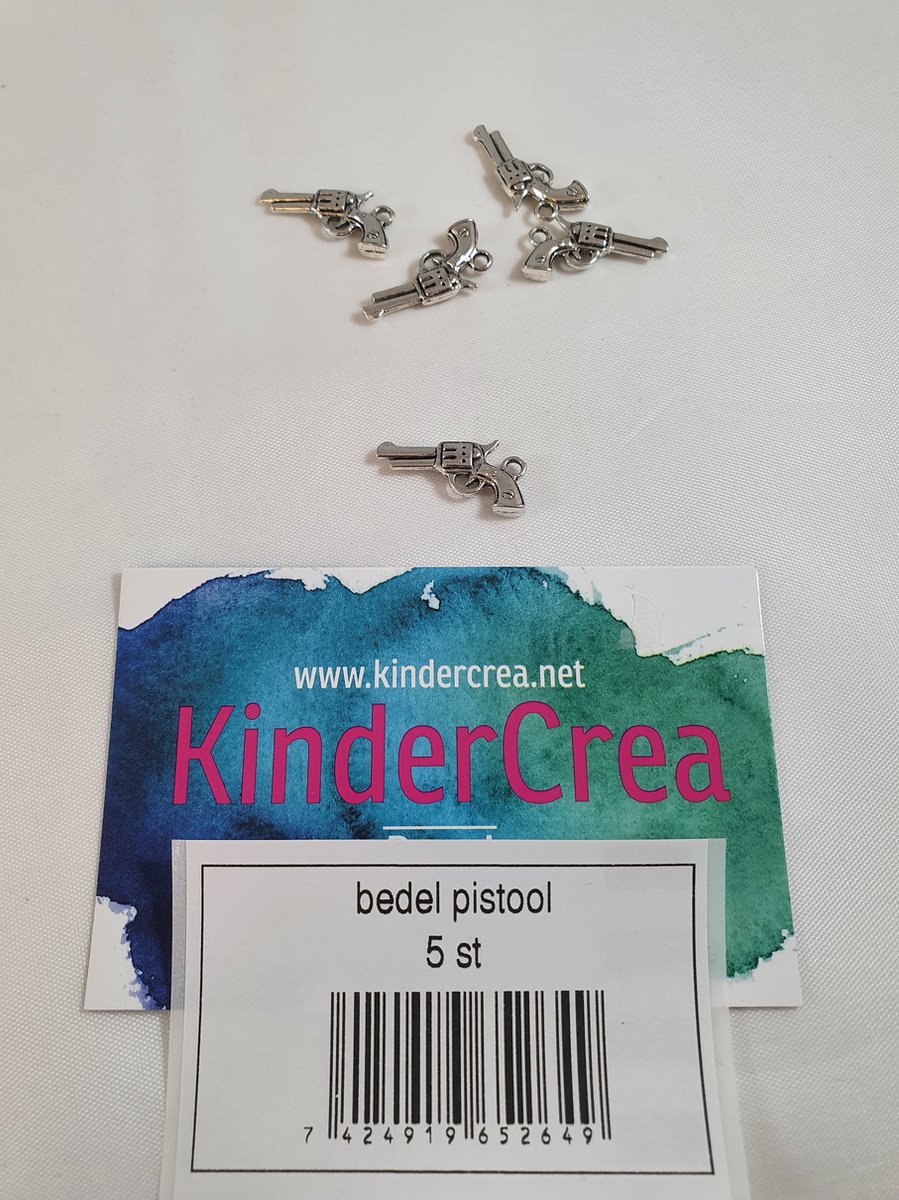 www.kindercrea.net
KinderCrea
bedel pistool
5 st
7 424919 652649